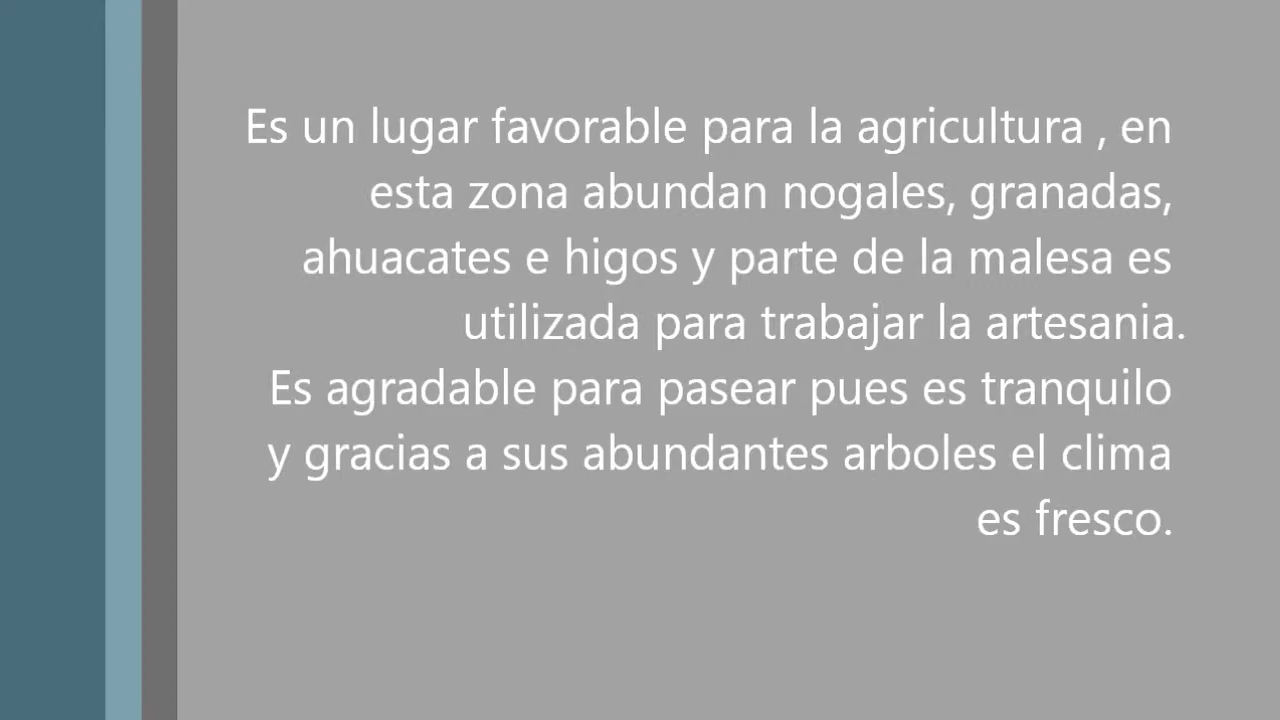 Es un lugar favorable para la agricultura , en
esta zona abundan nogales, granadas,
ahuacates e higos y parte de la malesa es
utilizada para trabajar la artesania.
Es agradable para pasear pues es tranquilo
y gracias a sus abundantes arboles el clima
es fresco.